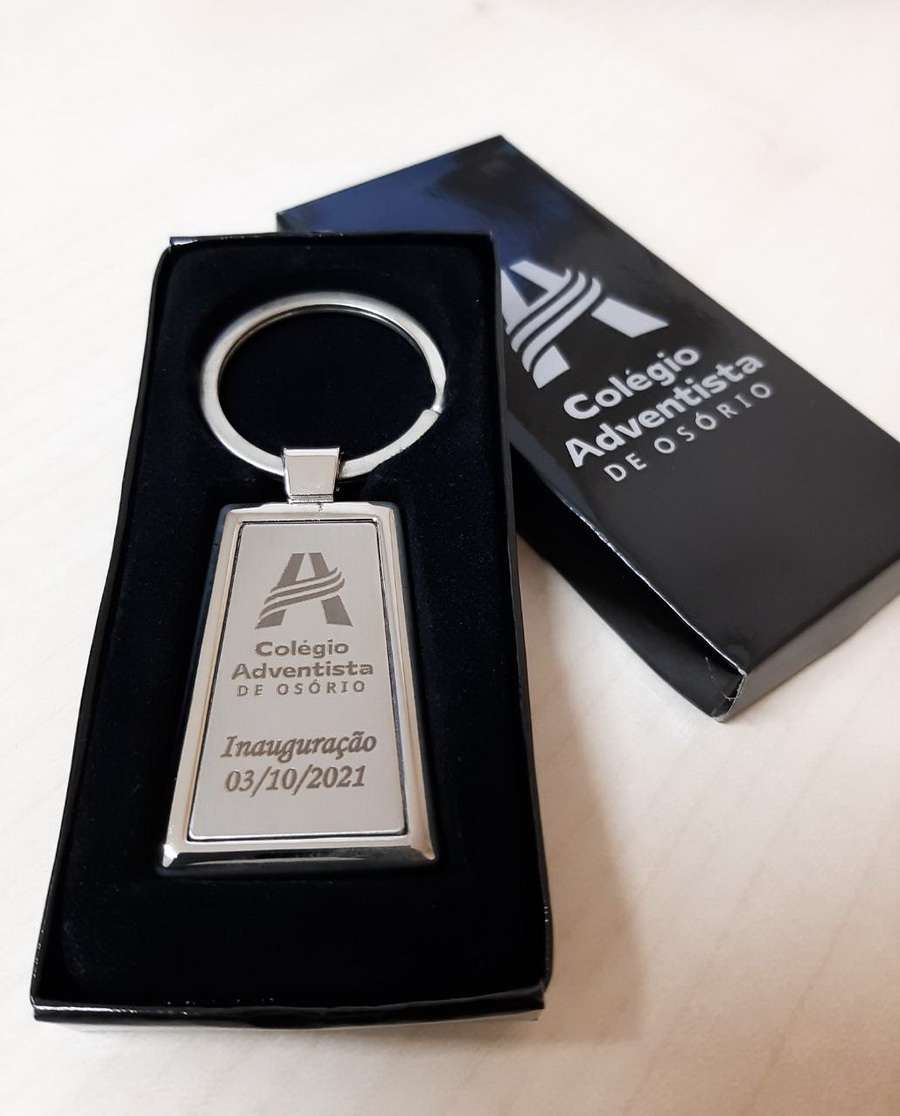 Colégio
Adventista
DE OSÓRIO
Inauguração
03/10/2021
Colégio
Adventista
DE OSÓRIO